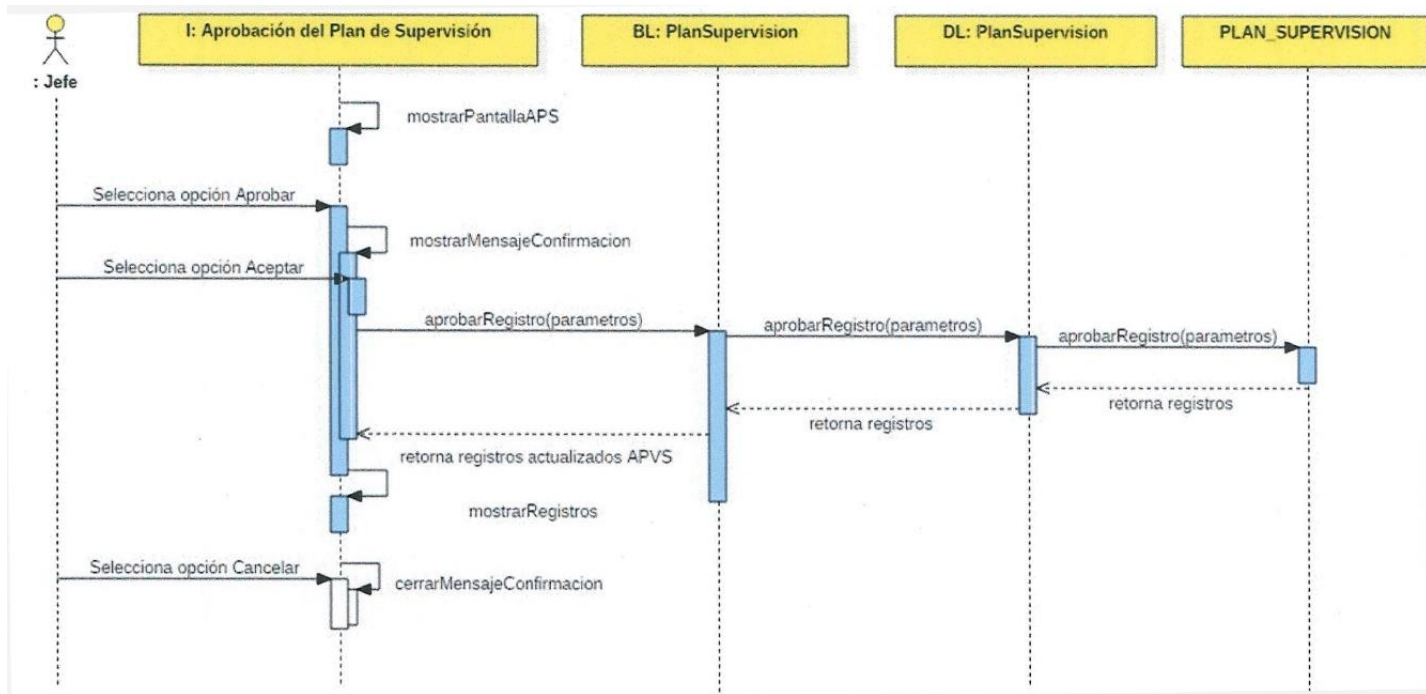 I: Aprobación del Plan de Supervisión
BL: PlanSupervision
DL: PlanSupervision
PLAN_SUPERVISION
: Jefe
mostrarPantallaAPS
Selecciona opción Aprobar
mostrarMensajeConfirmacion
Selecciona opción Aceptar
aprobarRegistro(parametros)
aprobarRegistro(parametros)
aprobarRegistro(parametros)
retorna registros
retorna registros
retorna registros actualizados APVS
mostrarRegistros
Selecciona opción Cancelar
cerrarMensajeConfirmacion